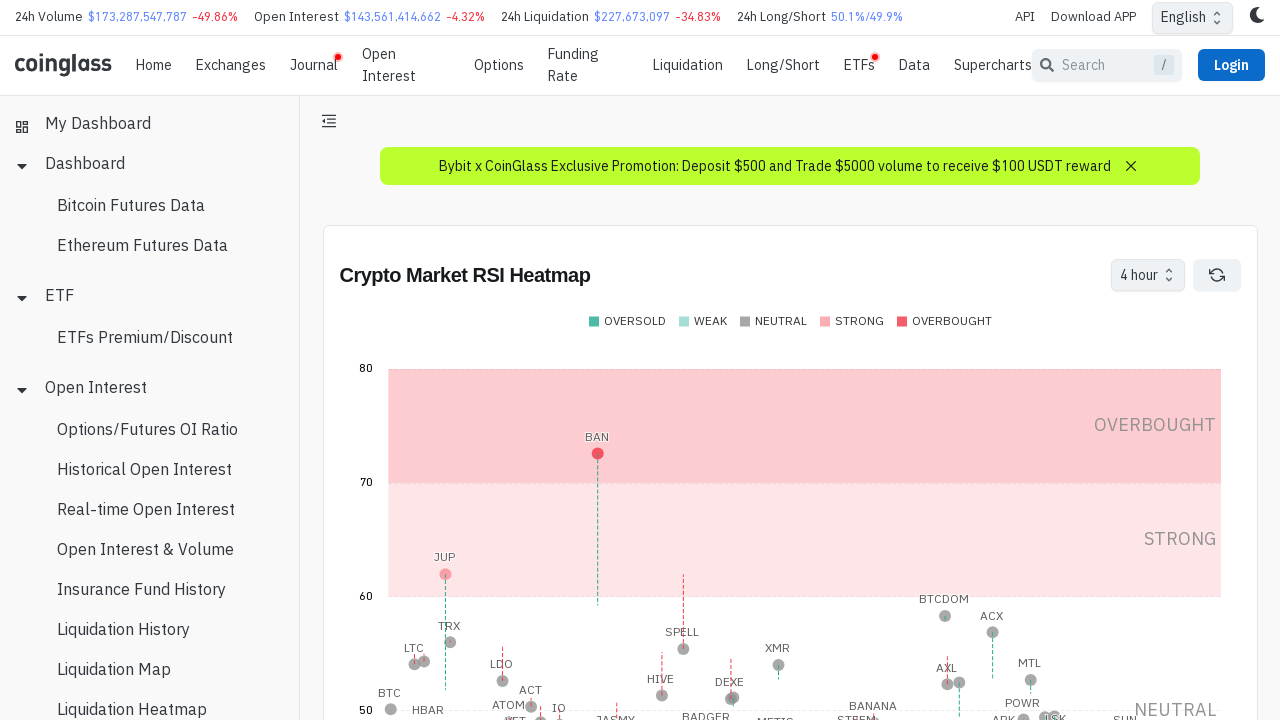 24h Volume $173,287,547,787 -49.86% Open Interest $143,561,414,662 -4.32% 24h Liquidation $227,673,097 -34.83% 24h Long/Short 50.1%/49.9% API Download APP English
coinglass Home Exchanges Journal Open Interest Options Funding Rate Liquidation Long/Short ETFs Data Supercharts Search / Login
My Dashboard
Dashboard
Bitcoin Futures Data
Ethereum Futures Data
ETF
ETFs Premium/Discount
Open Interest
Options/Futures OI Ratio
Historical Open Interest
Real-time Open Interest
Open Interest & Volume
Insurance Fund History
Liquidation History
Liquidation Map
Liquidation Heatmap
Bybit x CoinGlass Exclusive Promotion: Deposit $500 and Trade $5000 volume to receive $100 USDT reward
Crypto Market RSI Heatmap 4 hour
OVERSOLD WEAK NEUTRAL STRONG OVERBOUGHT
80
OVERBOUGHT
BAN
70
STRONG
JUP
60
BTCDOM
ACX
TRX
SPELL
LTC
XMR
LDO
MTL
AXL
HIVE
DEXE
ACT
BTC
POWR
ATOM
BANANA
IO
HBAR
50
NEUTRAL
BADGER
JASMY